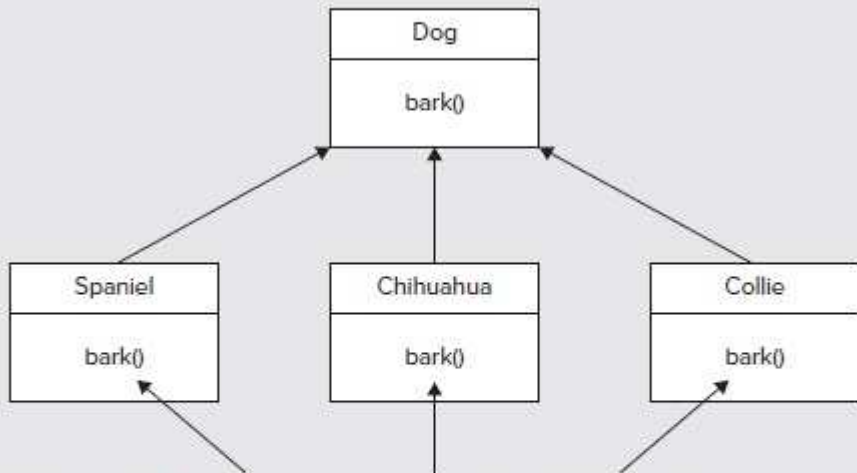 Dog
bark()
Spaniel
Chihuahua
Collie
bark()
bark()
bark()